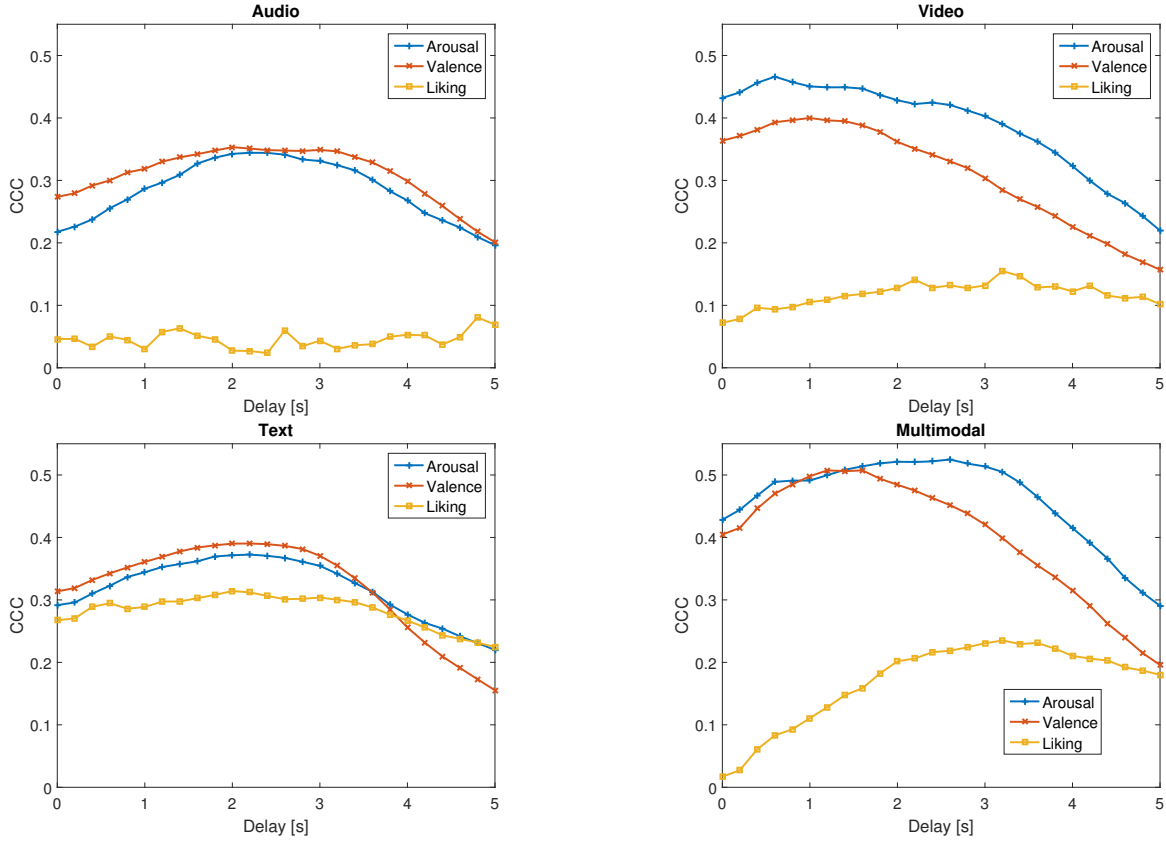 Audio
0.5
0.4
0.3
0.2
0.1
0
CCC
0 1 2 3 4 5
Delay [s]
Arousal
Valence
Liking
Video
0.5
0.4
0.3
0.2
0.1
0
CCC
0 1 2 3 4 5
Delay [s]
Arousal
Valence
Liking
Text
0.5
0.4
0.3
0.2
0.1
0
CCC
0 1 2 3 4 5
Delay [s]
Arousal
Valence
Liking
Multimodal
0.5
0.4
0.3
0.2
0.1
0
CCC
0 1 2 3 4 5
Delay [s]
Arousal
Valence
Liking